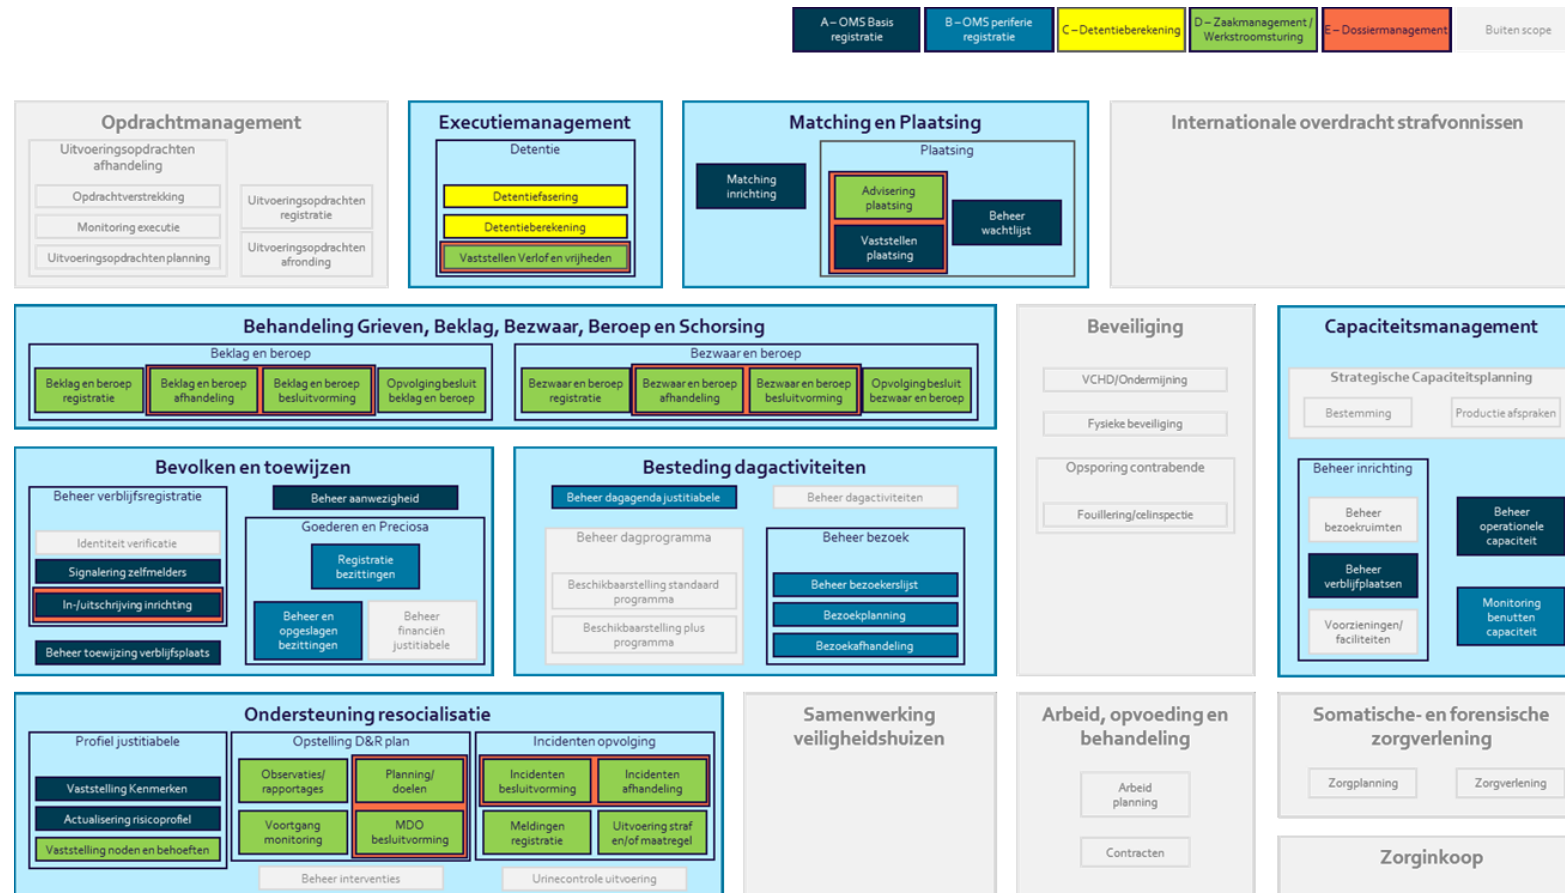 A – OMS Basis
registratie
B – OMS periferie
registratie
C – Detentieberekening
D – Zaakmanagement /
Werkstroomsturing
E – Dossiermanagement
Buiten scope
Opdrachtmanagement
Uitvoeringsopdrachten
afhandeling
Opdrachtverstrekking
Monitoring executie
Uitvoeringsopdrachten planning
Uitvoeringsopdrachten
registratie
Uitvoeringsopdrachten
afronding
Executiemanagement
Detentie
Detentiefasering
Detentieberekening
Vaststellen Verlof en vrijheden
Matching en Plaatsing
Matching
inrichting
Plaatsing
Advisering
plaatsing
Vaststellen
plaatsing
Beheer
wachtlijst
Internationale overdracht strafvonnissen
Behandeling Grieven, Beklag, Bezwaar, Beroep en Schorsing
Beklag en beroep
Beklag en beroep
registratie
Beklag en beroep
afhandeling
Beklag en beroep
besluitvorming
Opvolging besluit
beklag en beroep
Bezwaar en beroep
Bezwaar en beroep
registratie
Bezwaar en beroep
afhandeling
Bezwaar en beroep
besluitvorming
Opvolging besluit
bezwaar en beroep
Beveiliging
VCHD/Ondermijning
Fysieke beveiliging
Opsporing contrabende
Fouillering/celinspectie
Capaciteitsmanagement
Strategische Capaciteitsplanning
Bestemming
Productie afspraken
Beheer inrichting
Beheer
bezoekruimten
Beheer
verblijfplaatsen
Voorzieningen/
faciliteiten
Beheer
operationele
capaciteit
Monitoring
benutten
capaciteit
Bevolken en toewijzen
Beheer verblijfsregistratie
Identiteit verificatie
Signalering zelfmelders
In-/uitschrijving inrichting
Beheer toewijzing verblijfsplaats
Beheer aanwezigheid
Goederen en Preciosa
Registratie
bezittingen
Beheer en
opgeslagen
bezittingen
Beheer
financiën
justitiabele
Besteding dagactiviteiten
Beheer dagagenda justitiabele
Beheer dagactiviteiten
Beheer dagprogramma
Beschikbaarstelling standaard
programma
Beschikbaarstelling plus
programma
Beheer bezoek
Beheer bezoekerslijst
Bezoekplanning
Bezoekafhandeling
Ondersteuning resocialisatie
Profiel justitiabele
Vaststelling Kenmerken
Actualisering risicoprofiel
Vaststelling noden en behoeften
Opstelling D&R plan
Observaties/
rapportages
Planning/
doelen
Voortgang
monitoring
MDO
besluitvorming
Beheer interventies
Incidenten opvolging
Incidenten
besluitvorming
Incidenten
afhandeling
Meldingen
registratie
Uitvoering straf
en/of maatregel
Urinecontrole uitvoering
Samenwerking
veiligheidshuizen
Arbeid, opvoeding en
behandeling
Arbeid
planning
Contracten
Somatische- en forensische
zorgverlening
Zorgplanning
Zorgverlening
Zorginkoop